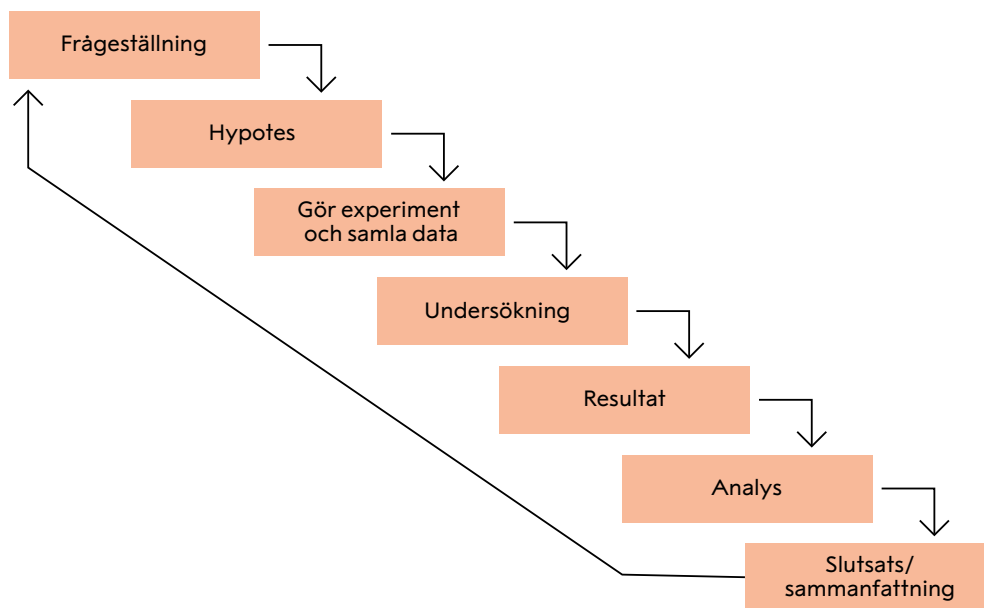 Frågeställning
Hypotes
Gör experiment
och samla data
Undersökning
Resultat
Analys
Slutsats/
sammanfattning